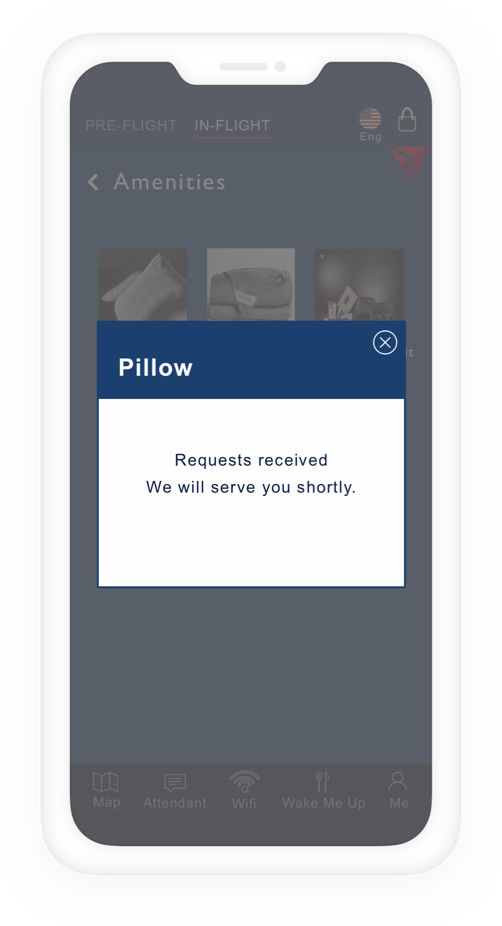 PRE-FLIGHT IN-FLIGHT
Eng
Amenities
it
Pillow
Requests received
We will serve you shortly.
Map Attendant Wifi Wake Me Up Me